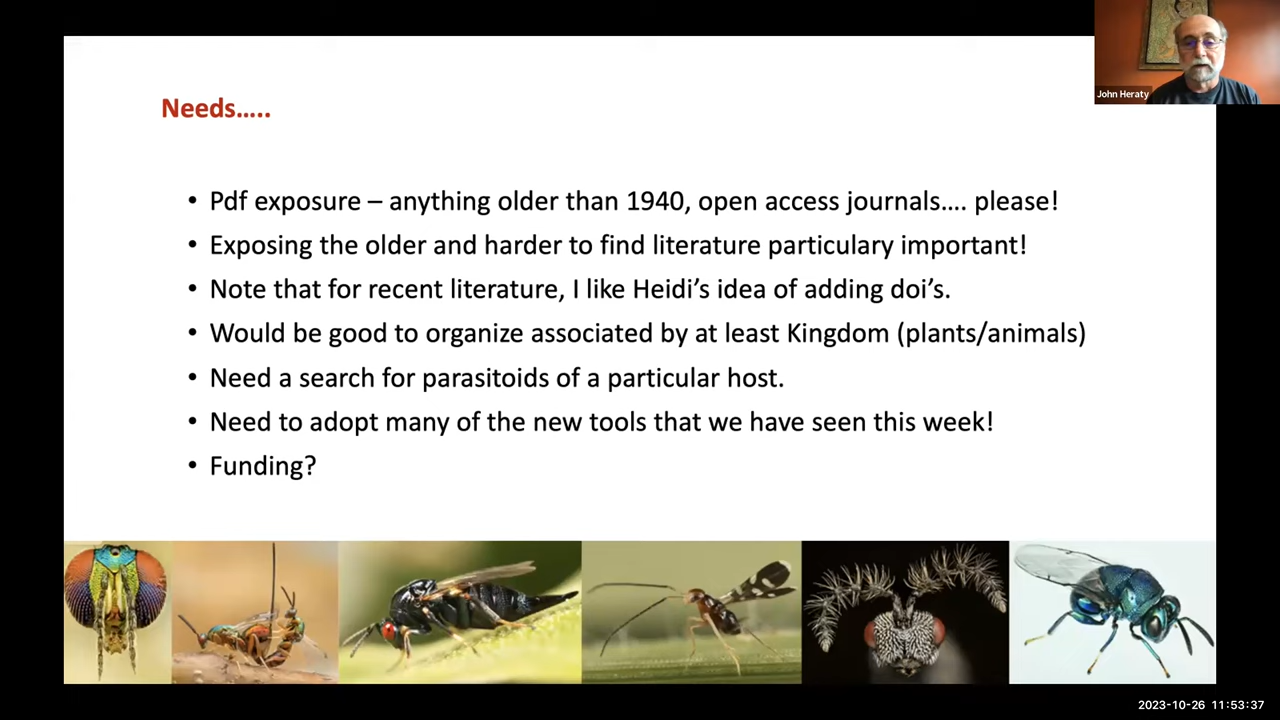 John Heraty
Needs.....
• Pdf exposure – anything older than 1940, open access journals.... please!
• Exposing the older and harder to find literature particulary important!
• Note that for recent literature, I like Heidi’s idea of adding doi’s.
• Would be good to organize associated by at least Kingdom (plants/animals)
• Need a search for parasitoids of a particular host.
• Need to adopt many of the new tools that we have seen this week!
• Funding?
2023-10-26 11:53:37